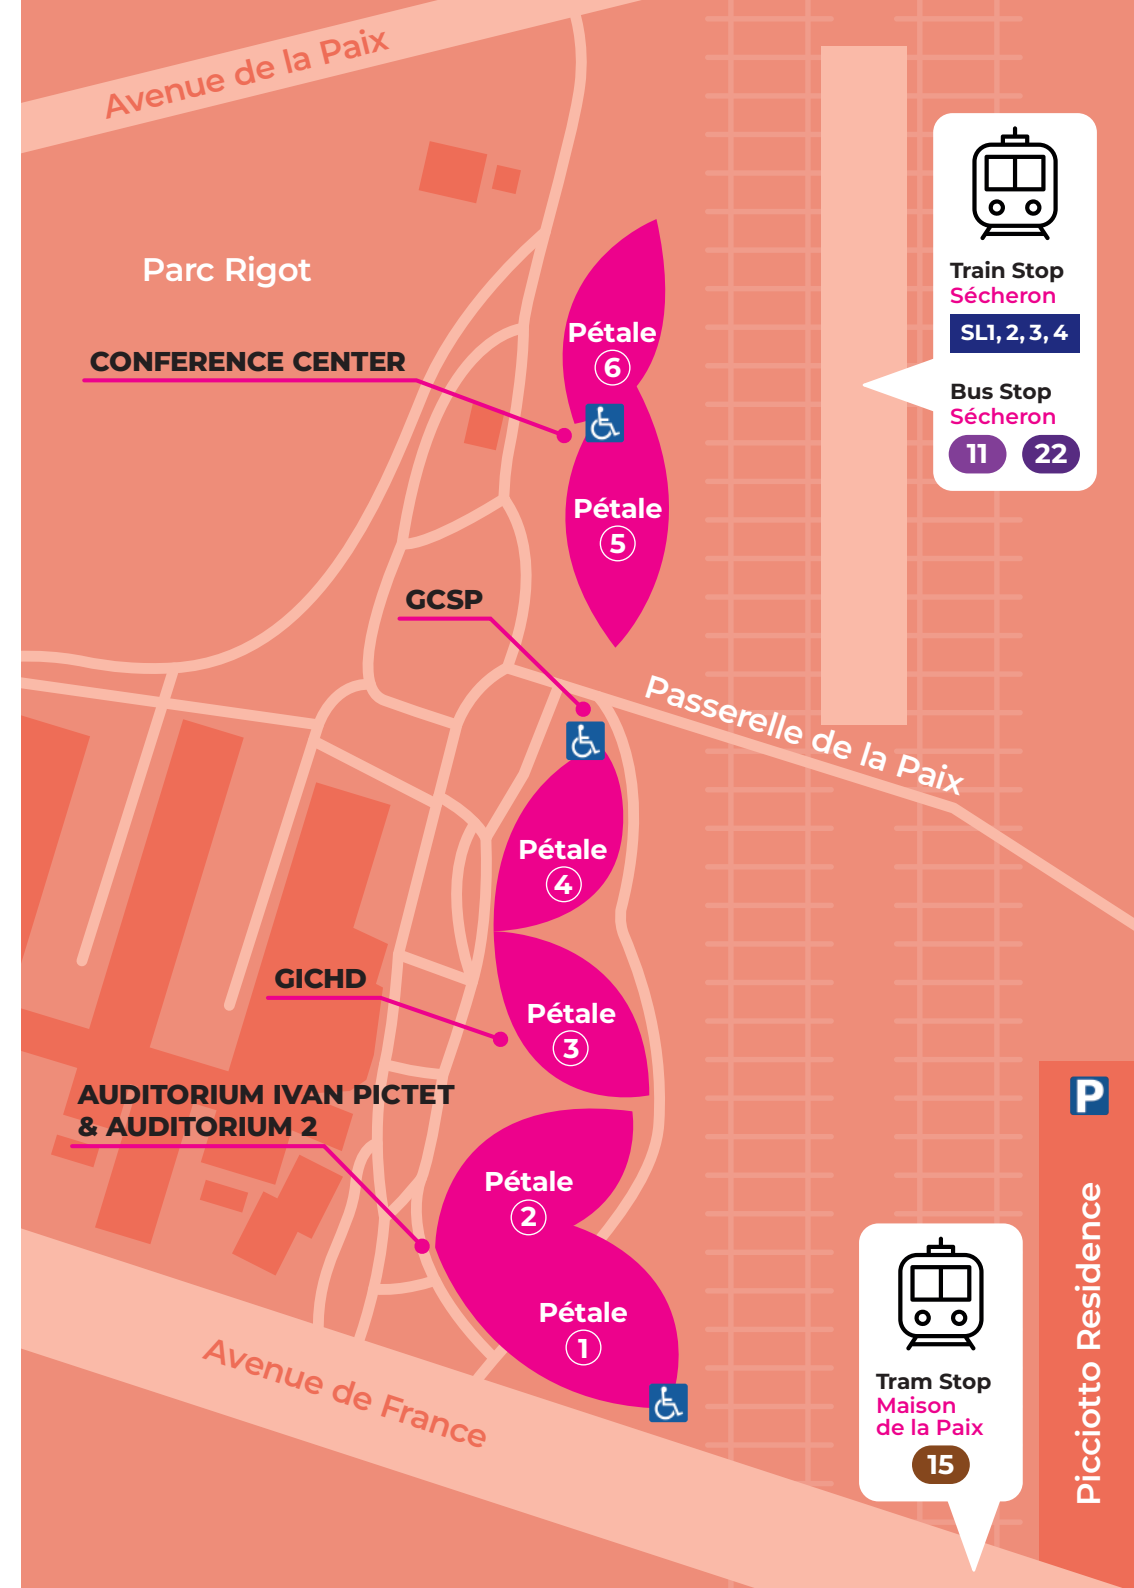 Avenue de la Paix
Parc Rigot
CONFERENCE CENTER
Pétale
6
Train Stop
Sécheron
SL1, 2, 3, 4
Bus Stop
Sécheron
11 22
Pétale
5
GCSP
Passerelle de la Paix
Pétale
4
GICHD
Pétale
3
AUDITORIUM IVAN PICTET
& AUDITORIUM 2
P
Pétale
2
Pétale
1
Picciotto Residence
Avenue de France
Tram Stop
Maison
de la Paix
15